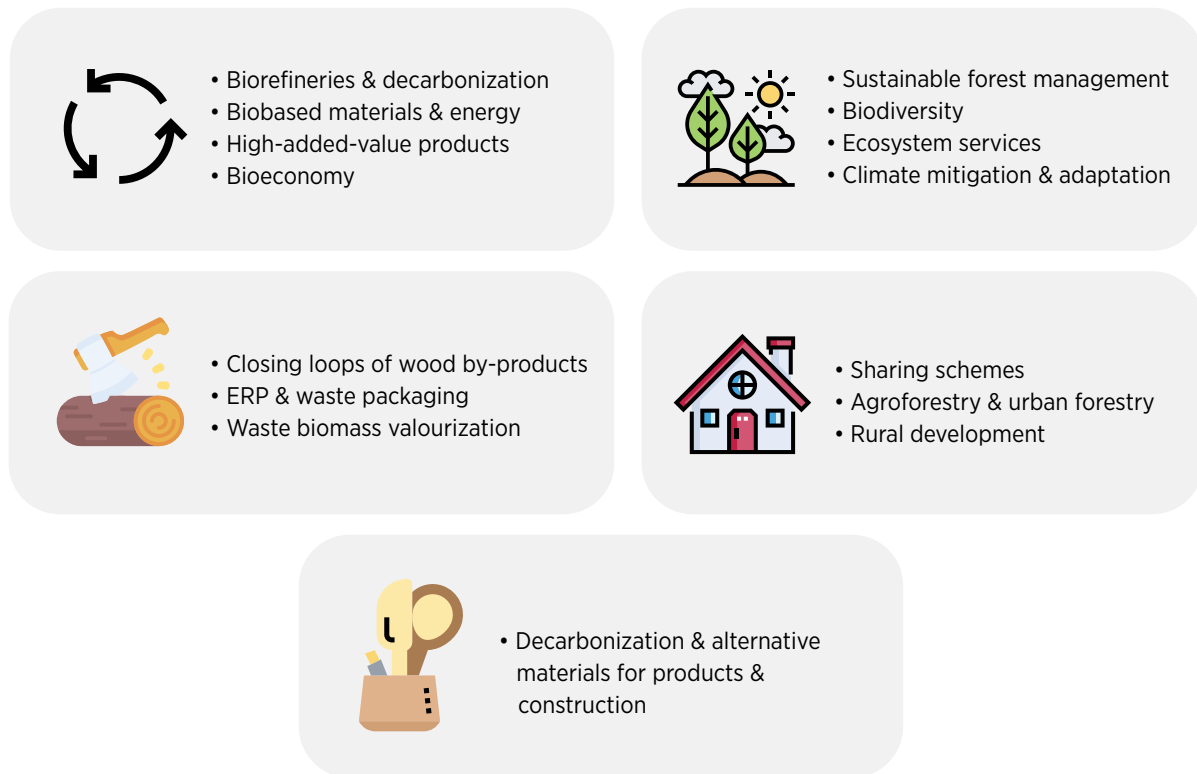 • Biorefineries & decarbonization
• Biobased materials & energy
• High-added-value products
• Bioeconomy
• Sustainable forest management
• Biodiversity
• Ecosystem services
• Climate mitigation & adaptation
• Closing loops of wood by-products
• ERP & waste packaging
• Waste biomass valourization
• Sharing schemes
• Agroforestry & urban forestry
• Rural development
• Decarbonization & alternative
materials for products &
construction